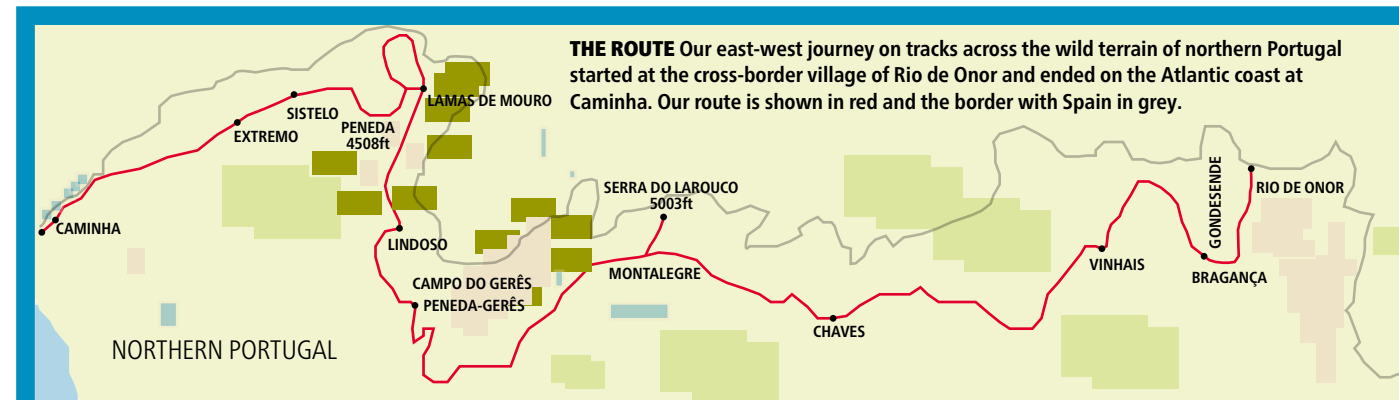 THE ROUTE Our east-west journey on tracks across the wild terrain of northern Portugal
started at the cross-border village of Rio de Onor and ended on the Atlantic coast at
Caminha. Our route is shown in red and the border with Spain in grey.
LAMAS DE MOURO
SISTELO
EXTREMO
PENEDA
4508ft
CAMINHA
LINDOSO
SERRA DO LAROUCO
5003ft
GONDESENDE
RIO DE ONOR
VINHAIS
BRAGANÇA
MONTALEGRE
CAMPO DO GERÊS
PENEDA-GERÊS
CHAVES
NORTHERN PORTUGAL